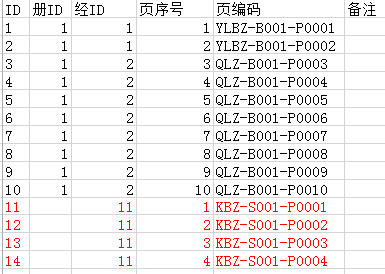 ID 册ID 经ID 页序号 页编码 备注
1 1 1 1 YLBZ-B001-P0001
2 1 1 2 YLBZ-B001-P0002
3 1 2 3 QLZ-B001-P0003
4 1 2 4 QLZ-B001-P0004
5 1 2 5 QLZ-B001-P0005
6 1 2 6 QLZ-B001-P0006
7 1 2 7 QLZ-B001-P0007
8 1 2 8 QLZ-B001-P0008
9 1 2 9 QLZ-B001-P0009
10 1 2 10 QLZ-B001-P0010
11 11 1 KBZ-S001-P0001
12 11 2 KBZ-S001-P0002
13 11 3 KBZ-S001-P0003
14 11 4 KBZ-S001-P0004